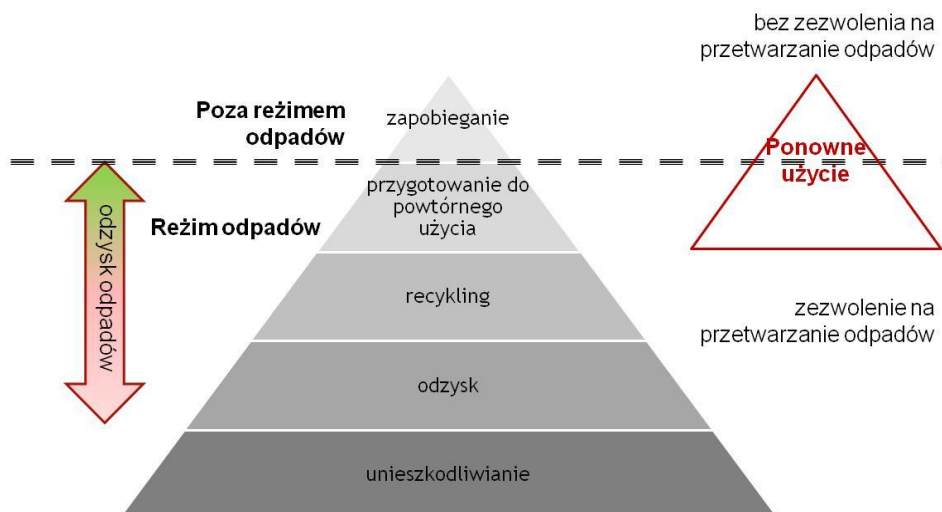 bez zezwolenia na
przetwarzanie odpadów
Poza reżimem
odpadów
zapobieganie
Ponowne
użycie
przygotowanie do
powtórnego
użycia
Reżim odpadów
odzysk odpadów
recykling
zezwolenie na
przetwarzanie odpadów
odzysk
unieszkodliwianie